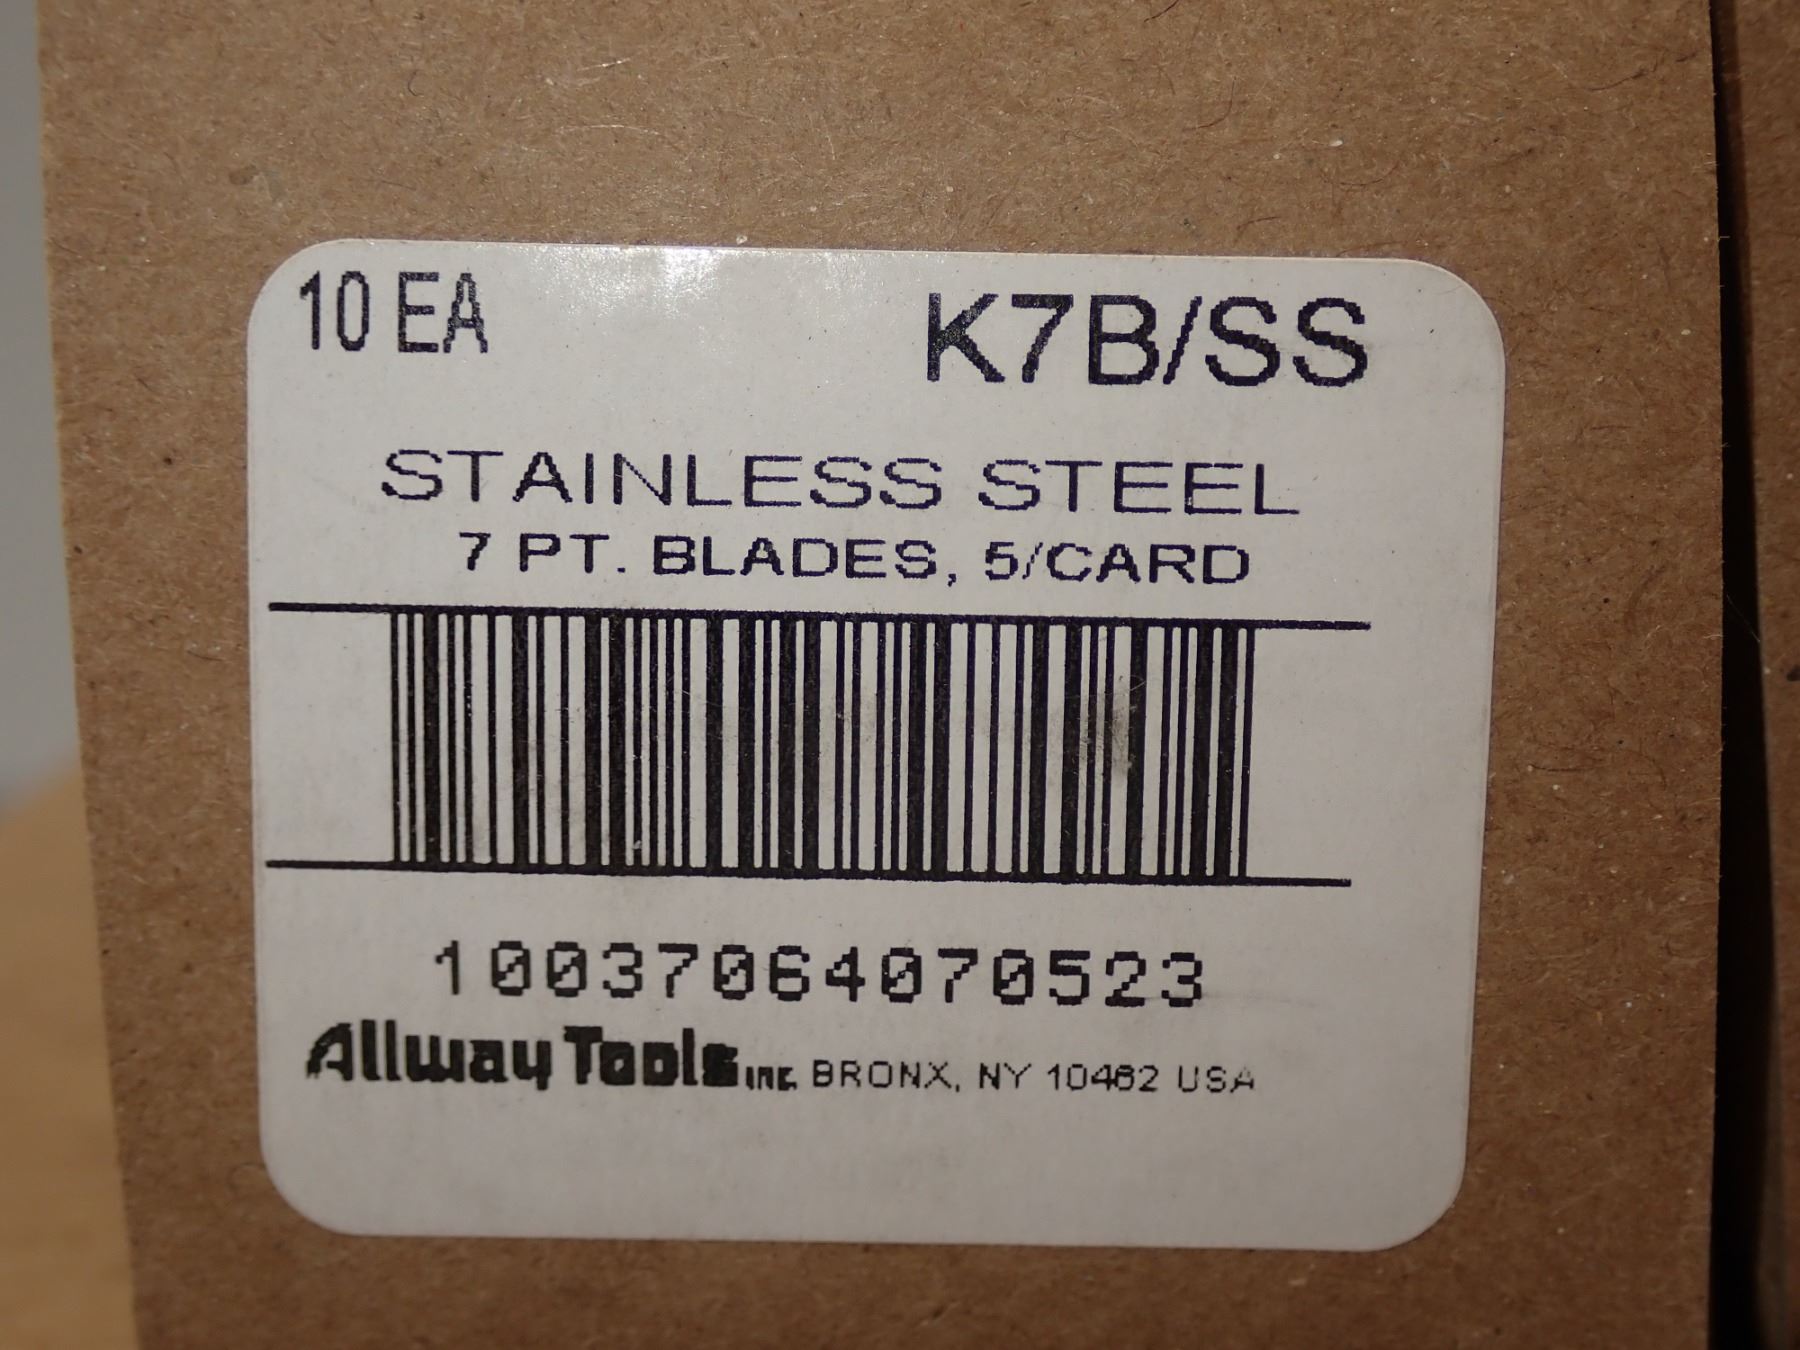 10 EA K7B/SS
STAINLESS STEEL
7 PT. BLADES, 5/CARD
10037064070523
Allway Tools inc. BRONX, NY 10462 USA